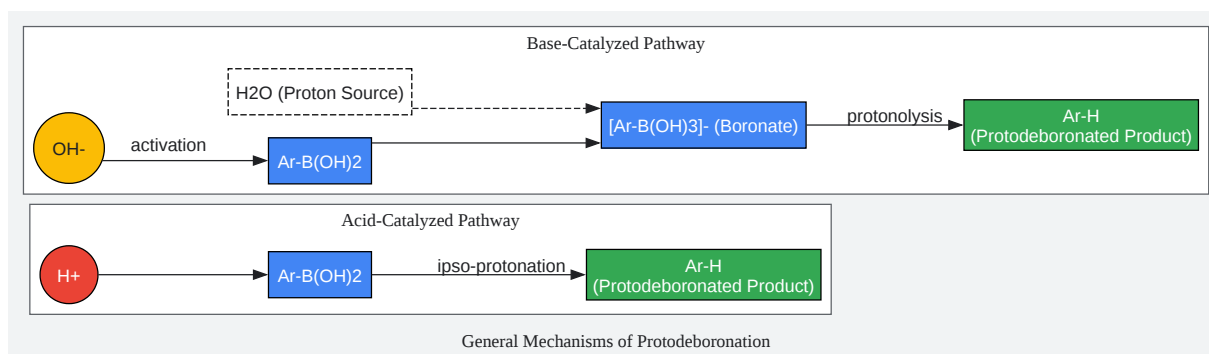 Base-Catalyzed Pathway
H2O (Proton Source)
OH-
activation
Ar-B(OH)2
[Ar-B(OH)3]- (Boronate)
protonolysis
Ar-H
(Protodeboronated Product)
Acid-Catalyzed Pathway
H+
Ar-B(OH)2
ipso-protonation
Ar-H
(Protodeboronated Product)
General Mechanisms of Protodeboronation